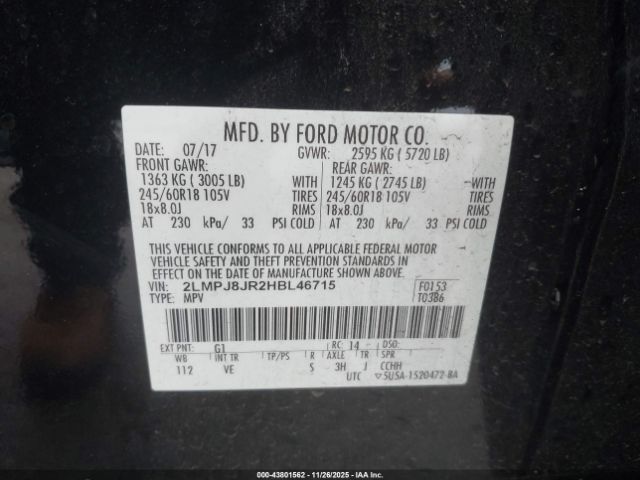 MFD. BY FORD MOTOR CO.
DATE: 07/17 GVWR: 2595 KG ( 5720 LB)
FRONT GAWR: REAR GAWR:
1363 KG ( 3005 LB) WITH 1245 KG ( 2745 LB) WITH
245/60R18 105V TIRES 245/60R18 105V TIRES
18x8.0J RIMS 18x8.0J RIMS
AT 230 kPa/ 33 PSI COLD AT 230 kPa/ 33 PSI COLD
THIS VEHICLE CONFORMS TO ALL APPLICABLE FEDERAL MOTOR
VEHICLE SAFETY AND THEFT PREVENTION STANDARDS IN
EFFECT ON THE DATE OF MANUFACTURE SHOWN ABOVE.
VIN: 2LMPJ8JR2HBL46715 F0153
TYPE: MPV T0386
EXT PNT: G1 RC: 14 DSO:
WB INT TR TP/PS R AXLE TR SPR
112 VE S 3H J CCHH
UTC 5USA-1520472-BA
00-43801562 | 11/26/2025 - IAAI.com